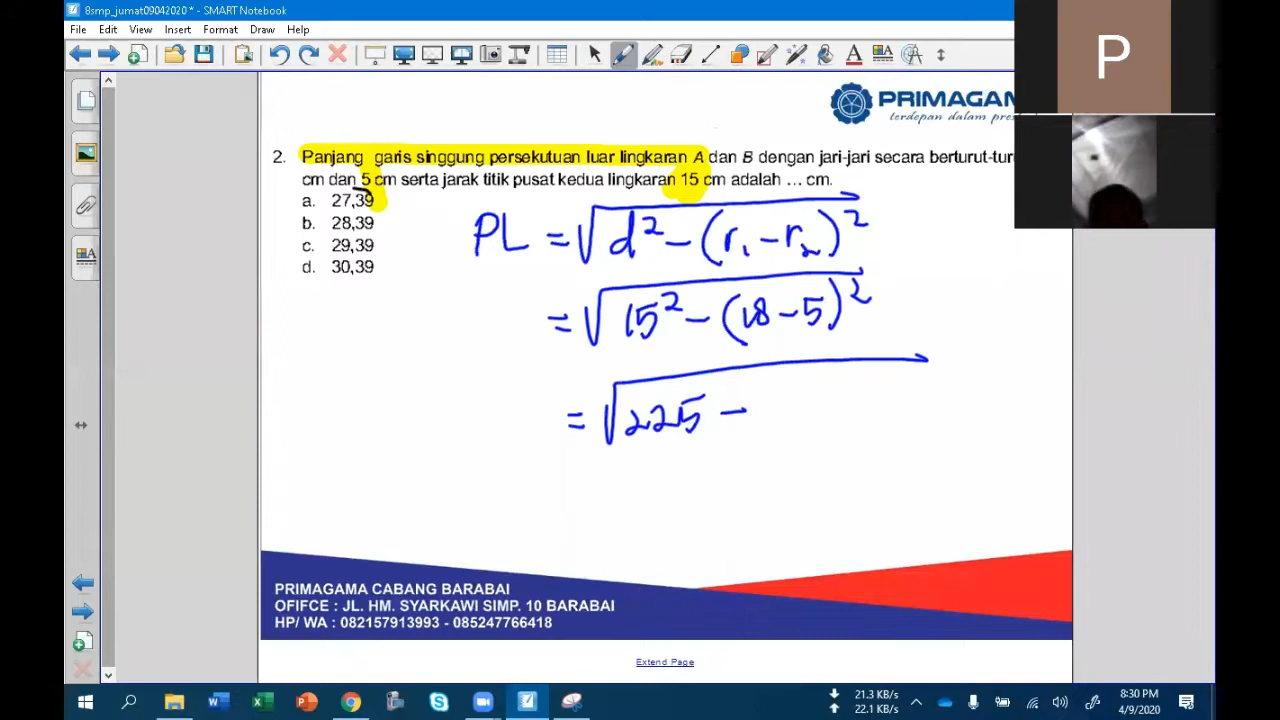 8smp_jumat09042020 * - SMART Notebook
File Edit View Insert Format Draw Help
P
PRIMAGAM
terdepan dalam pres
2. Panjang garis singgung persekutuan luar lingkaran A dan B dengan jari-jari secara berturut-turu
cm dan 5 cm serta jarak titik pusat kedua lingkaran 15 cm adalah ... cm.
a. 27,39
b. 28,39
c. 29,39
d. 30,39
PL = √d² - (r₁ - r₂)²
= √15² - (18 - 5)²
= √225 -
PRIMAGAMA CABANG BARABAI
OFIFCE : JL. HM. SYARKAWI SIMP. 10 BARABAI
HP/ WA : 082157913993 - 085247766418
Extend Page
21.3 KB/s
22.1 KB/s
8:30 PM
4/9/2020